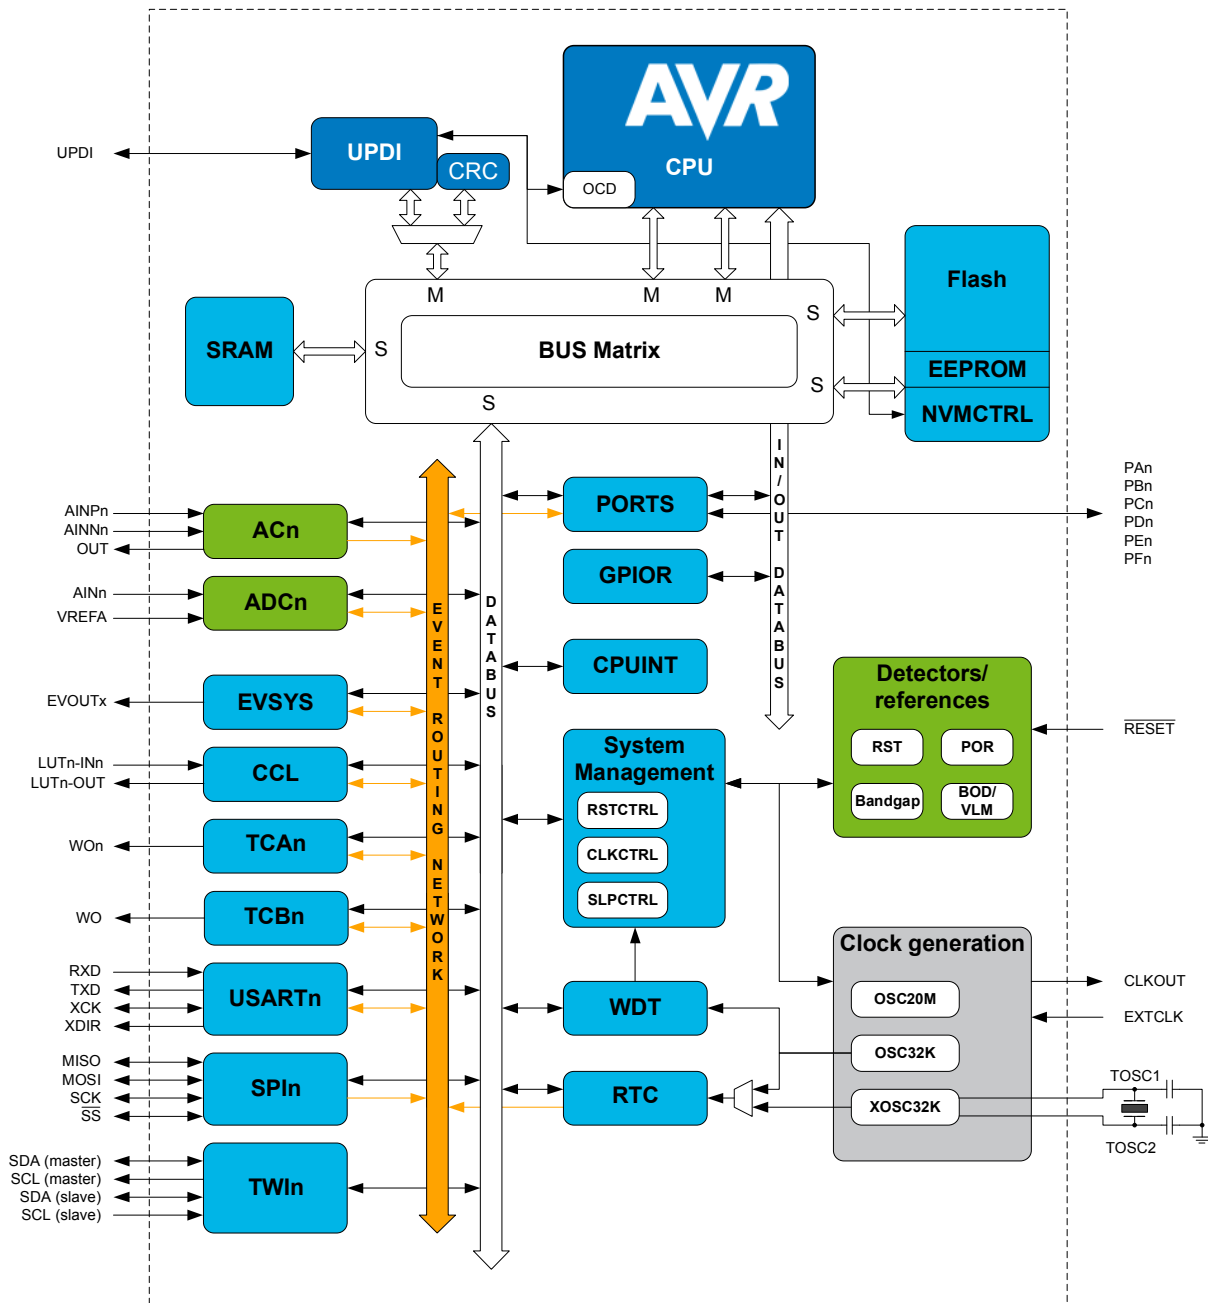 AVR
CPU
OCD
UPDI
UPDI
CRC
M
M
M
S
S
S
S
BUS Matrix
SRAM
Flash
EEPROM
NVMCTRL
IN/OUT DATABUS
DATABUS
EVENT ROUTING NETWORK
AINPn
AINNn
OUT
ACn
AINn
VREFA
ADCn
EVOUTx
EVSYS
LUTn-INn
LUTn-OUT
CCL
WOn
TCAn
WO
TCBn
RXD
TXD
XCK
XDIR
USARTn
MISO
MOSI
SCK
SS
SPIn
SDA (master)
SCL (master)
SDA (slave)
SCL (slave)
TWIn
PORTS
GPIOR
CPUINT
System
Management
RSTCTRL
CLKCTRL
SLPCTRL
WDT
RTC
PAn
PBn
PCn
PDn
PEn
PFn
Detectors/
references
RST
POR
Bandgap
BOD/
VLM
RESET
Clock generation
OSC20M
OSC32K
XOSC32K
CLKOUT
EXTCLK
TOSC1
TOSC2